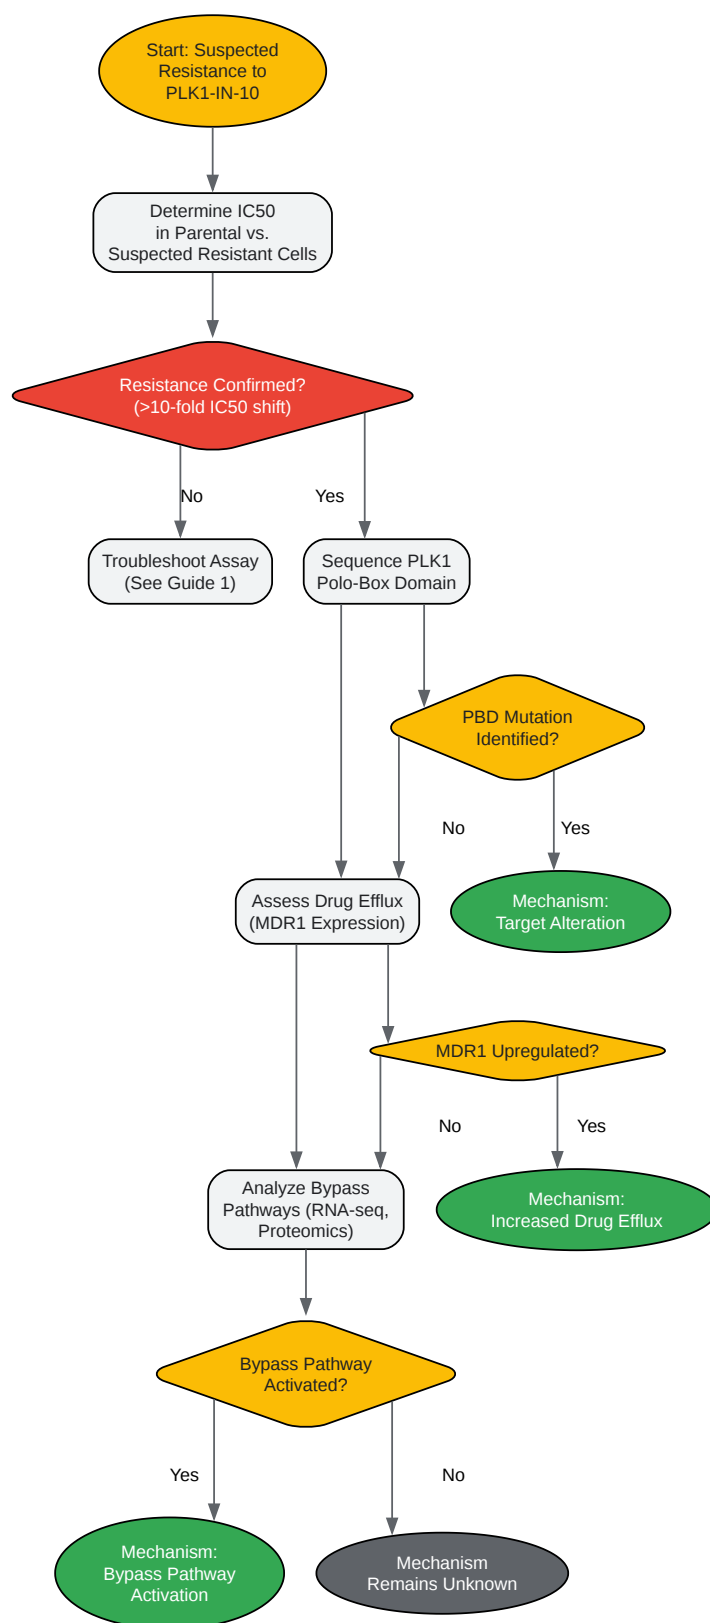 Start: Suspected
Resistance to
PLK1-IN-10
Determine IC50
in Parental vs.
Suspected Resistant Cells
Resistance Confirmed?
(>10-fold IC50 shift)
No
Yes
Troubleshoot Assay
(See Guide 1)
Sequence PLK1
Polo-Box Domain
PBD Mutation
Identified?
No
Yes
Assess Drug Efflux
(MDR1 Expression)
Mechanism:
Target Alteration
MDR1 Upregulated?
No
Yes
Analyze Bypass
Pathways (RNA-seq,
Proteomics)
Mechanism:
Increased Drug Efflux
Bypass Pathway
Activated?
Yes
No
Mechanism:
Bypass Pathway
Activation
Mechanism
Remains Unknown